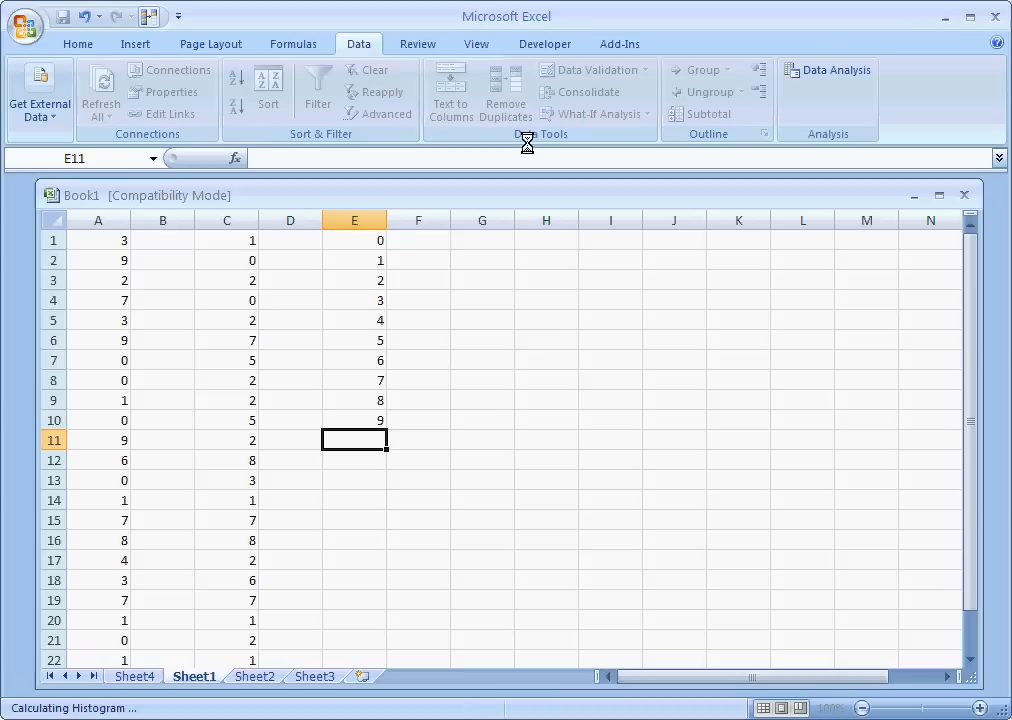 Microsoft Excel
Home Insert Page Layout Formulas Data Review View Developer Add-Ins
Get External Data
Refresh All
Connections
Properties
Edit Links
Connections
Sort
Filter
Clear
Reapply
Advanced
Sort & Filter
Text to Columns
Remove Duplicates
Data Validation
Consolidate
What-If Analysis
Data Tools
Group
Ungroup
Subtotal
Outline
Data Analysis
Analysis
E11 fx
Book1 [Compatibility Mode]
A B C D E F G H I J K L M N
1 3 1 0
2 9 0 1
3 2 2 2
4 7 0 3
5 3 2 4
6 9 7 5
7 0 5 6
8 0 2 7
9 1 2 8
10 0 5 9
11 9 2
12 6 8
13 0 3
14 1 1
15 7 7
16 8 8
17 4 2
18 3 6
19 7 7
20 1 1
21 0 2
22 1 1
Sheet4 Sheet1 Sheet2 Sheet3
Calculating Histogram ... 100%